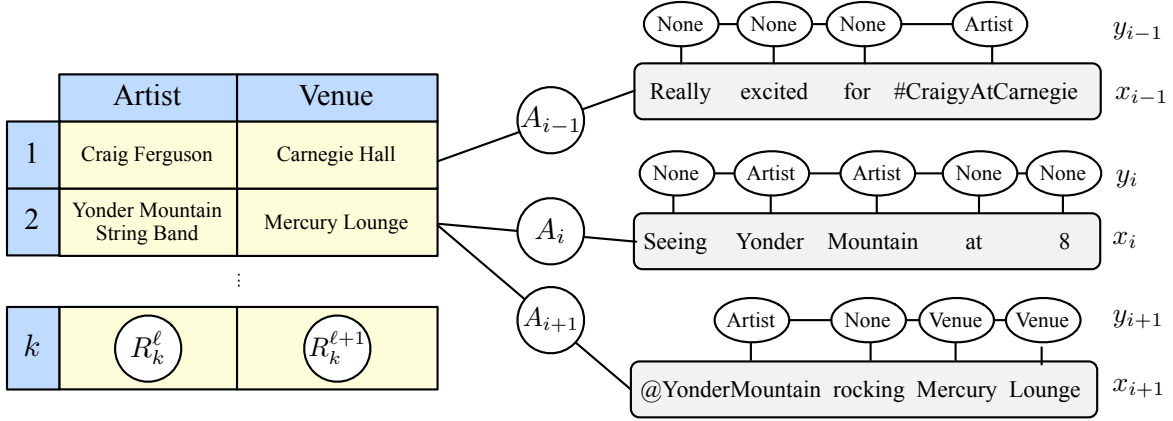 Artist Venue
1 Craig Ferguson Carnegie Hall
2 Yonder Mountain String Band Mercury Lounge
⋮
k R_k^ℓ R_k^{ℓ+1}
A_{i−1}
A_i
A_{i+1}
None None None Artist y_{i−1}
Really excited for #CraigyAtCarnegie x_{i−1}
None Artist Artist None None y_i
Seeing Yonder Mountain at 8 x_i
Artist None Venue Venue y_{i+1}
@YonderMountain rocking Mercury Lounge x_{i+1}